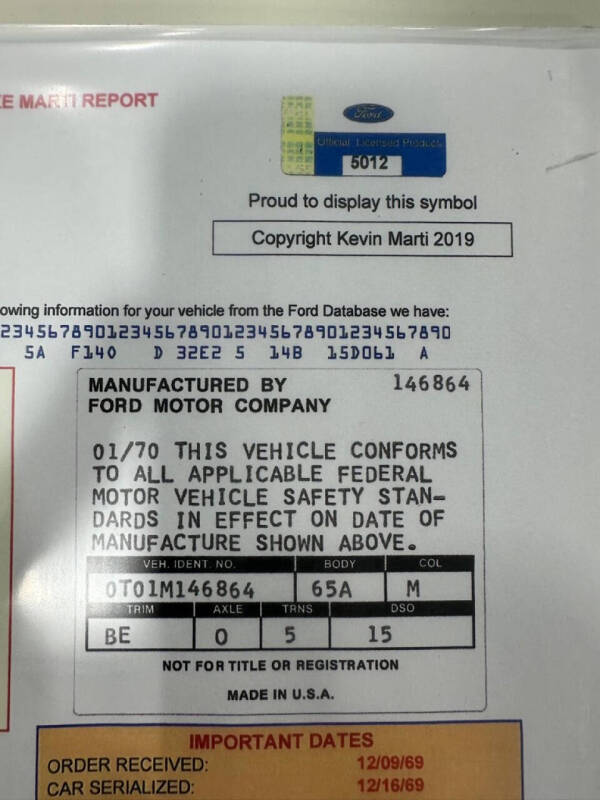 E MARTI REPORT
Ford
Official Licensed Product
5012
Proud to display this symbol
Copyright Kevin Marti 2019
owing information for your vehicle from the Ford Database we have:
234567890123456789012345678901234567890
5A F140 D 32E2 5 14B 15D061 A
MANUFACTURED BY 146864
FORD MOTOR COMPANY
01/70 THIS VEHICLE CONFORMS
TO ALL APPLICABLE FEDERAL
MOTOR VEHICLE SAFETY STAN-
DARDS IN EFFECT ON DATE OF
MANUFACTURE SHOWN ABOVE.
VEH. IDENT. NO. BODY COL
0T01M146864 65A M
TRIM AXLE TRNS DSO
BE O 5 15
NOT FOR TITLE OR REGISTRATION
MADE IN U.S.A.
IMPORTANT DATES
ORDER RECEIVED: 12/09/69
CAR SERIALIZED: 12/16/69